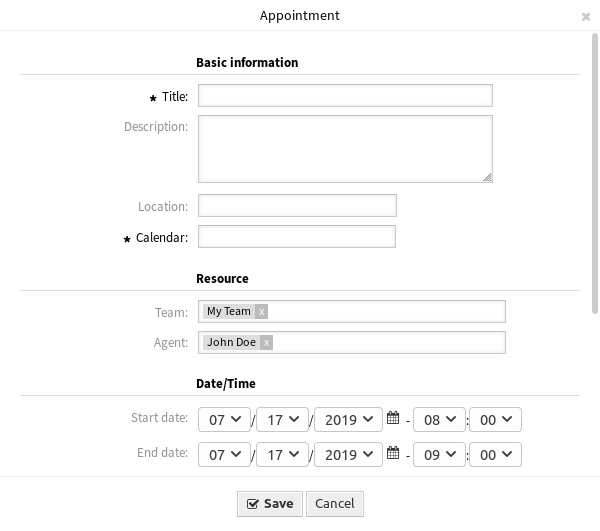 Appointment ×
Basic information
★ Title:
Description:
Location:
★ Calendar:
Resource
Team: My Team x
Agent: John Doe x
Date/Time
Start date: 07 / 17 / 2019 - 08 : 00
End date: 07 / 17 / 2019 - 09 : 00
Save Cancel